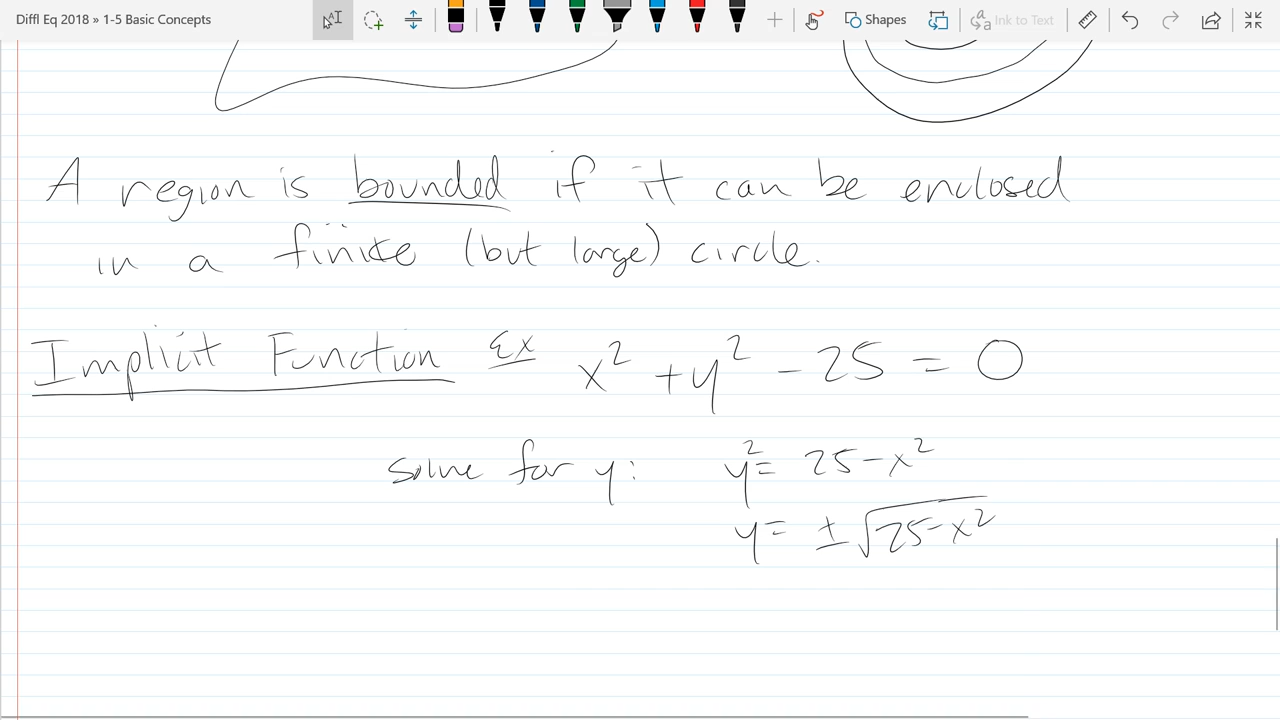 Diffl Eq 2018 » 1-5 Basic Concepts
Shapes
Ink to Text
A region is bounded if it can be enclosed
in a finite (but large) circle.
Implicit Function Ex x² + y² - 25 = 0
solve for y: y² = 25 - x²
y = ± √25-x²